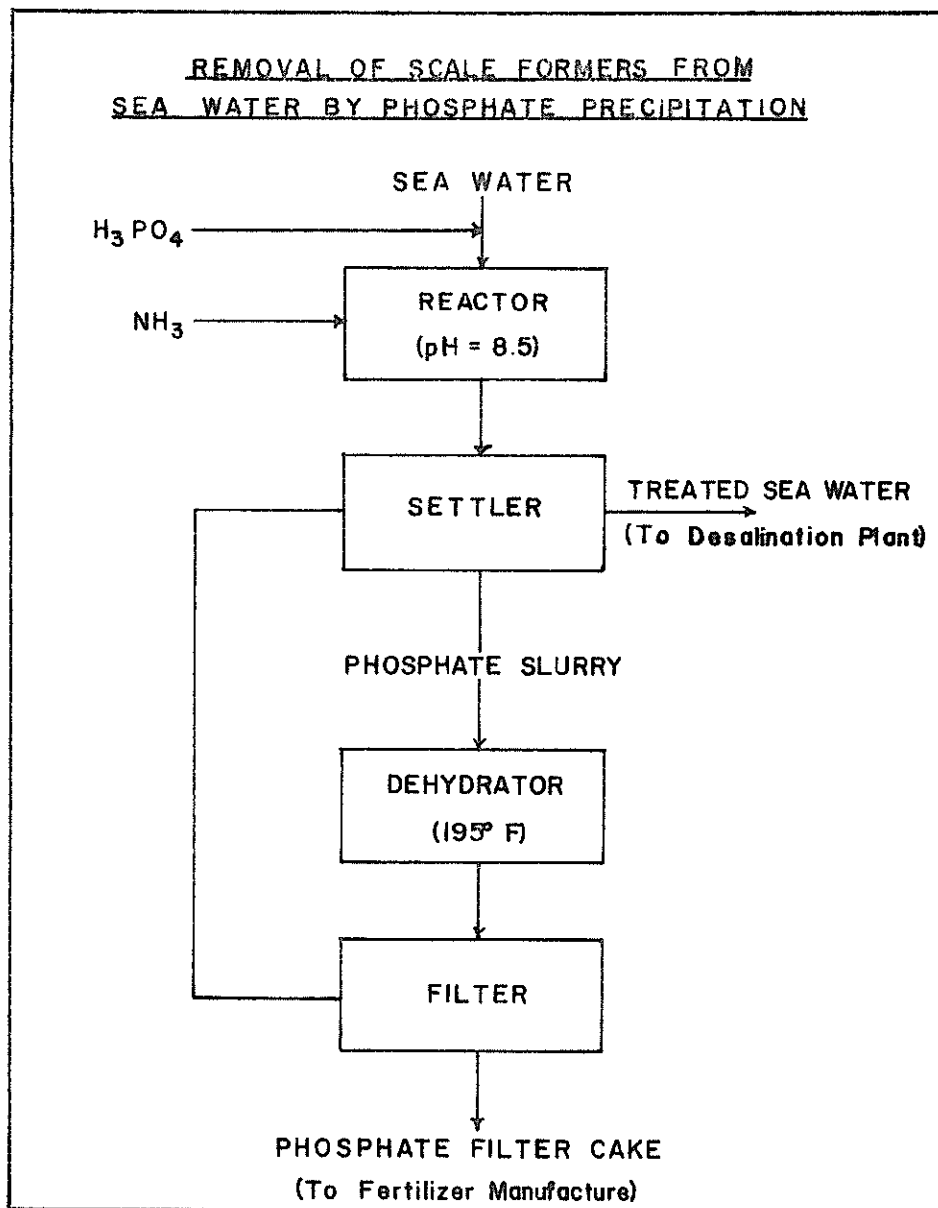 REMOVAL OF SCALE FORMERS FROM
SEA WATER BY PHOSPHATE PRECIPITATION
SEA WATER
H₃PO₄
REACTOR
(pH = 8.5)
NH₃
SETTLER
TREATED SEA WATER
(To Desalination Plant)
PHOSPHATE SLURRY
DEHYDRATOR
(195° F)
FILTER
PHOSPHATE FILTER CAKE
(To Fertilizer Manufacture)